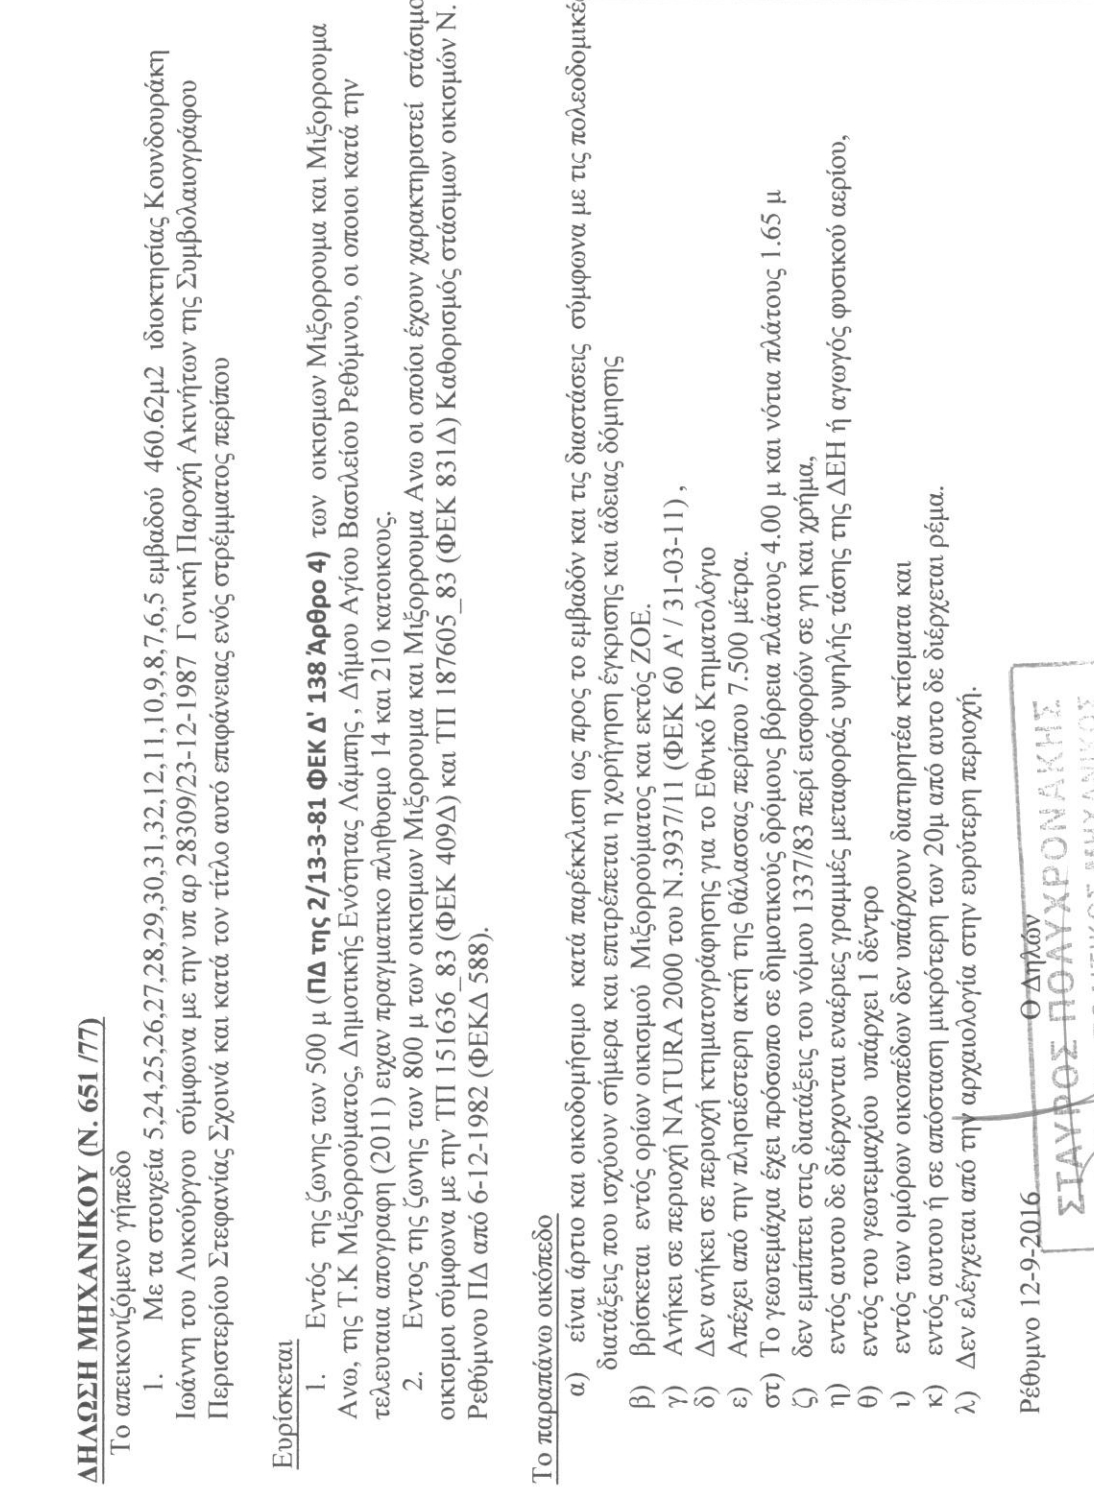 ΔΗΛΩΣΗ ΜΗΧΑΝΙΚΟΥ (Ν. 651 /77)
Το απεικονιζόμενο γήπεδο
1. Με τα στοιχεία 5,24,25,26,27,28,29,30,31,32,12,11,10,9,8,7,6,5 εμβαδού 460.62μ2 ιδιοκτησίας Κουνδουράκη
Ιωάννη του Λυκούργου σύμφωνα με την υπ αρ 28309/23-12-1987 Γονική Παροχή Ακινήτων της Συμβολαιογράφου
Περιστερίου Στεφανίας Σχοινά και κατά τον τίτλο αυτό επιφάνειας ενός στρέμματος περίπου
Ευρίσκεται
1. Εντός της ζωνης των 500 μ (ΠΔ της 2/13-3-81 ΦΕΚ Δ' 138 Άρθρο 4) των οικισμων Μιξορρουμα και Μιξορρουμα
Ανω, της Τ.Κ Μιξορρούματος, Δημοτικής Ενότητας Λάμπης , Δήμου Αγίου Βασιλείου Ρεθύμνου, οι οποιοι κατά την
τελευταια απογραφη (2011) ειχαν πραγματικο πληθυσμο 14 και 210 κατοικους.
2. Εντος της ζωνης των 800 μ των οικισμων Μιξορουμα και Μιξορρουμα Ανω οι οποίοι έχουν χαρακτηριστεί στάσιμο
οικισμοι σύμφωνα με την ΤΠ 151636_83 (ΦΕΚ 409Δ) και ΤΠ 187605_83 (ΦΕΚ 831Δ) Καθορισμός στάσιμων οικισμών Ν.
Ρεθύμνου ΠΔ από 6-12-1982 (ΦΕΚΔ 588).
Το παραπάνω οικόπεδο
α) είναι άρτιο και οικοδομήσιμο κατά παρέκκλιση ως προς το εμβαδόν και τις διαστάσεις σύμφωνα με τις πολεοδομικές
διατάξεις που ισχύουν σήμερα και επιτρέπεται η χορήγηση έγκρισης και άδειας δόμησης
β) βρίσκεται εντός ορίων οικισμού Μιξορρούματος και εκτός ΖΟΕ.
γ) Ανήκει σε περιοχή NATURA 2000 του Ν.3937/11 (ΦΕΚ 60 Α' / 31-03-11) ,
δ) Δεν ανήκει σε περιοχή κτηματογράφησης για το Εθνικό Κτηματολόγιο
ε) Απέχει από την πλησιέστερη ακτή της θάλασσας περίπου 7.500 μέτρα.
στ) Το γεωτεμάχια έχει πρόσωπο σε δημοτικούς δρόμους βόρεια πλάτους 4.00 μ και νότια πλάτους 1.65 μ
ζ) δεν εμπίπτει στις διατάξεις του νόμου 1337/83 περί εισφορών σε γη και χρήμα,
η) εντός αυτου δε διέρχονται εναέριες γραμμές μεταφοράς υψηλής τάσης της ΔΕΗ ή αγωγός φυσικού αερίου,
θ) εντός του γεωτεμαχίου υπάρχει 1 δέντρο
ι) εντός των ομόρων οικοπέδων δεν υπάρχουν διατηρητέα κτίσματα και
κ) εντός αυτου ή σε απόσταση μικρότερη των 20μ από αυτο δε διέρχεται ρέμα.
λ) Δεν ελέγχεται από την αρχαιολογία στην ευρύτερη περιοχή.
Ρέθυμνο 12-9-2016 Ο Δηλών
ΣΤΑΥΡΟΣ ΠΟΛΥΧΡΟΝΑΚΗΣ